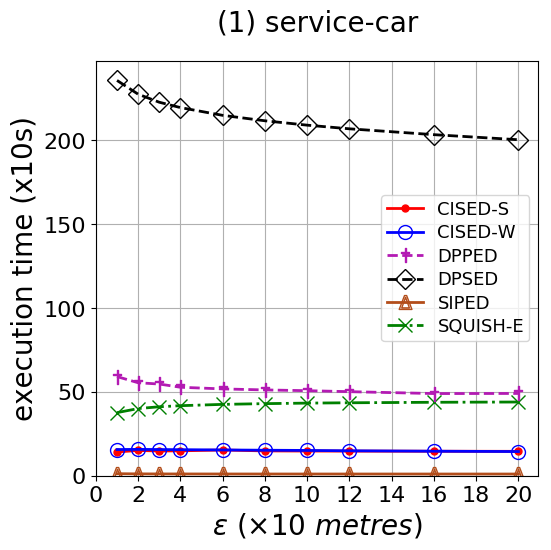 (1) service-car
execution time (x10s)
200
150
100
50
0
CISED-S
CISED-W
DPPED
DPSED
SIPED
SQUISH-E
0 2 4 6 8 10 12 14 16 18 20
ε (×10 metres)